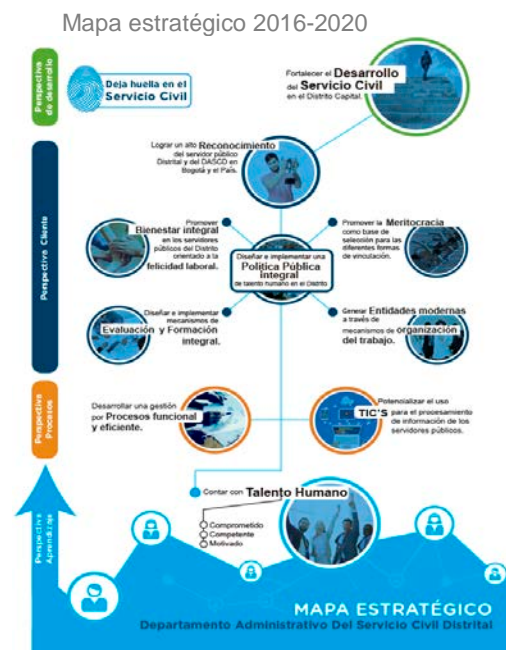 Mapa estratégico 2016-2020
Perspectiva
de desarrollo
Deja huella en el
Servicio Civil
Fortalecer el Desarrollo
del Servicio Civil
en el Distrito Capital.
Perspectiva Cliente
Lograr un alto Reconocimiento
del servidor público
Distrital y del DASCD en
Bogotá y el País.
Promover
Bienestar integral
en los servidores
públicos del Distrito
orientado a la
felicidad laboral.
Diseñar e implementar una
Política Pública
Integral
de talento humano en el Distrito
Promover la Meritocracia
como base de
selección para las
diferentes formas
de vinculación.
Diseñar e implementar
mecanismos de
Evaluación y Formación
integral.
Generar Entidades modernas
a través de
mecanismos de organización
del trabajo.
Perspectiva
Procesos
Desarrollar una gestión
por Procesos funcional
y eficiente.
Potencializar el uso
TIC'S para el procesamiento
de información de los
servidores públicos.
Perspectiva
Aprendizaje
Contar con Talento Humano
Comprometido
Competente
Motivado
MAPA ESTRATÉGICO
Departamento Administrativo Del Servicio Civil Distrital